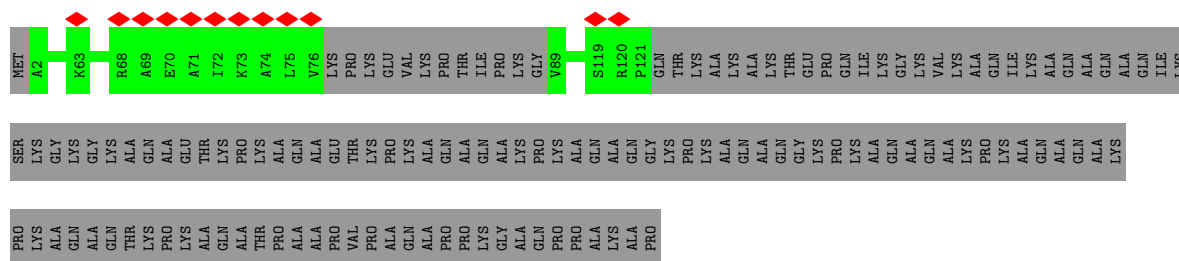 MET A2 K63 R68 A69 E70 A71 I72 K73 A74 L75 V76 LYS PRO LYS GLU VAL LYS PRO THR ILE PRO LYS GLY V89 S119 R120 P121 GLN THR LYS ALA LYS ALA LYS THR GLU PRO GLN ILE LYS GLY LYS VAL LYS ALA GLN ILE LYS ALA GLN ALA GLN ALA GLN ILE LYS
SER LYS GLY LYS GLY LYS ALA GLN ALA GLU THR LYS PRO LYS ALA GLN ALA GLU THR LYS PRO LYS ALA GLN ALA GLN ALA LYS PRO LYS ALA GLN ALA GLN GLY LYS PRO LYS ALA GLN ALA GLN GLY LYS PRO LYS ALA GLN ALA GLN ALA LYS PRO LYS ALA GLN ALA GLN ALA LYS
PRO LYS ALA GLN ALA GLN THR LYS PRO LYS ALA GLN ALA THR PRO ALA ALA PRO VAL PRO ALA GLN ALA PRO PRO LYS GLY ALA GLN PRO PRO ALA LYS ALA PRO